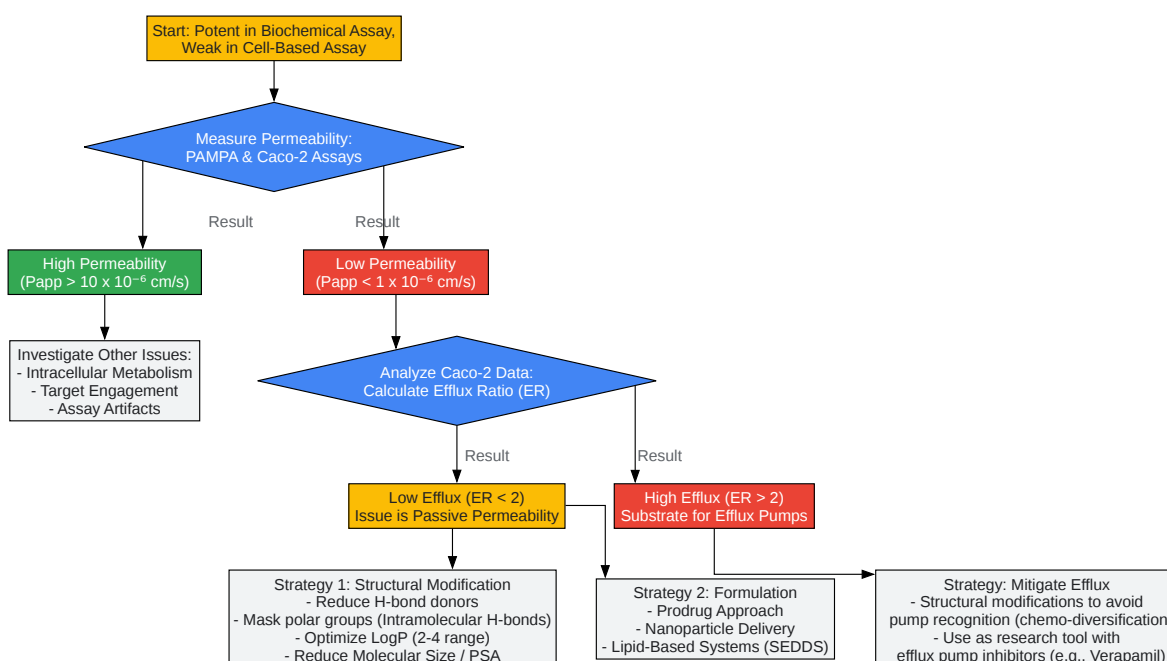 Start: Potent in Biochemical Assay,
Weak in Cell-Based Assay
Measure Permeability:
PAMPA & Caco-2 Assays
Result
Result
High Permeability
(Papp > 10 x 10⁻⁶ cm/s)
Low Permeability
(Papp < 1 x 10⁻⁶ cm/s)
Investigate Other Issues:
- Intracellular Metabolism
- Target Engagement
- Assay Artifacts
Analyze Caco-2 Data:
Calculate Efflux Ratio (ER)
Result
Result
Low Efflux (ER < 2)
Issue is Passive Permeability
High Efflux (ER > 2)
Substrate for Efflux Pumps
Strategy 1: Structural Modification
- Reduce H-bond donors
- Mask polar groups (Intramolecular H-bonds)
- Optimize LogP (2-4 range)
- Reduce Molecular Size / PSA
Strategy 2: Formulation
- Prodrug Approach
- Nanoparticle Delivery
- Lipid-Based Systems (SEDDS)
Strategy: Mitigate Efflux
- Structural modifications to avoid
pump recognition (chemo-diversification
- Use as research tool with
efflux pump inhibitors (e.g., Verapamil)